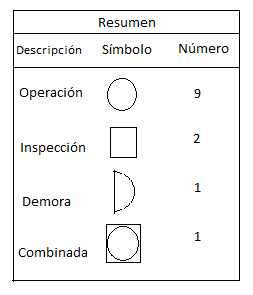 Resumen
Descripción Símbolo Número
Operación 9
Inspección 2
Demora 1
Combinada 1